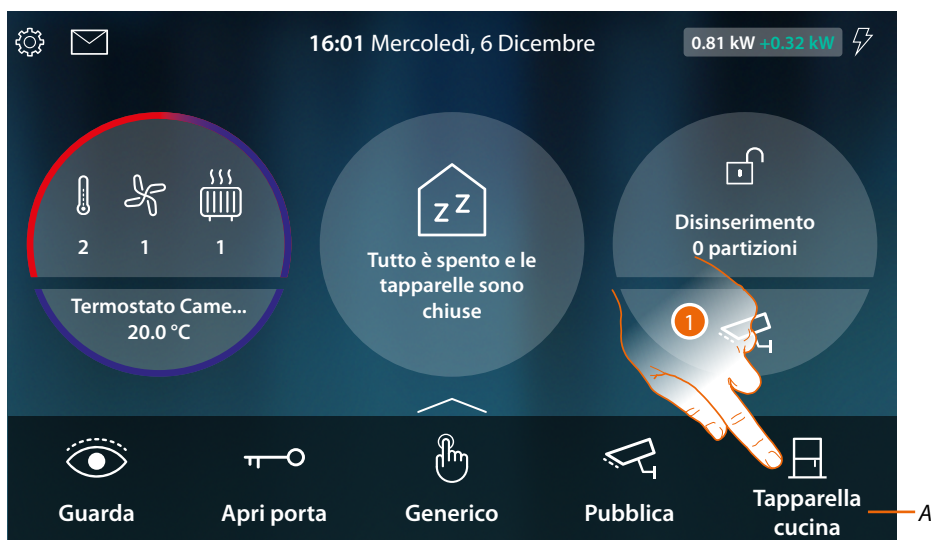 16:01 Mercoledì, 6 Dicembre
0.81 kW +0.32 kW
2 1 1
Termostato Came...
20.0 °C
zZ
Tutto è spento e le
tapparelle sono
chiuse
Disinserimento
0 partizioni
1
Guarda
Apri porta
Generico
Pubblica
Tapparella
cucina
A